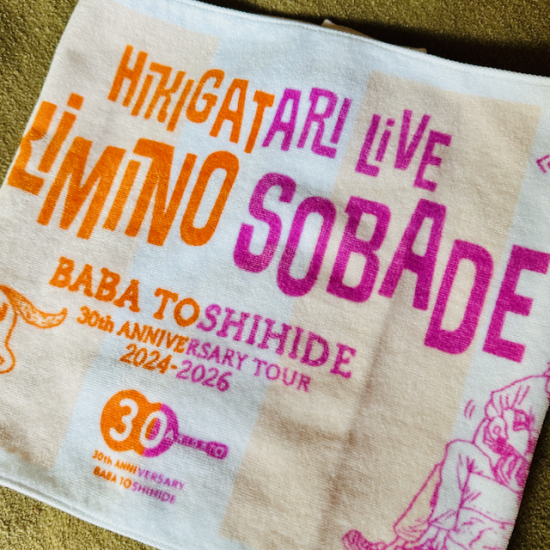 HIKIGATARI LIVE
KIMINO SOBADE
BABA TOSHIHIDE
30th ANNIVERSARY TOUR
2024-2026
30
30th ANNIVERSARY
BABA TOSHIHIDE